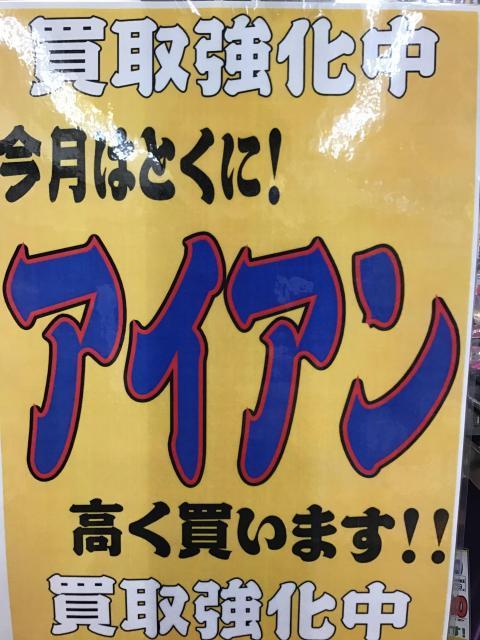 買取強化中
今月はとくに!
アイアン
高く買います!!
買取強化中